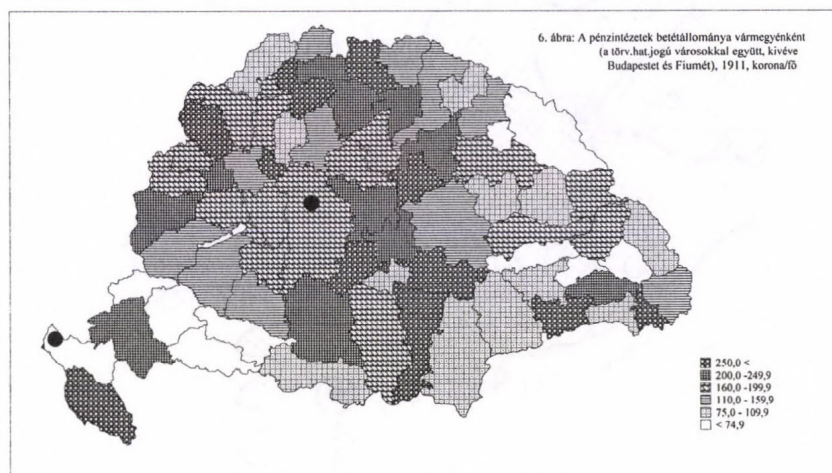 6. ábra: A pénzintézetek betétállománya vármegyénként
(a törv.hat.jogú városokkal együtt, kivéve
Budapestet és Fiumét), 1911, korona/fõ
250,0 <
200,0 -249,9
160,0 -199,9
110,0 - 159,9
75,0 - 109,9
< 74,9